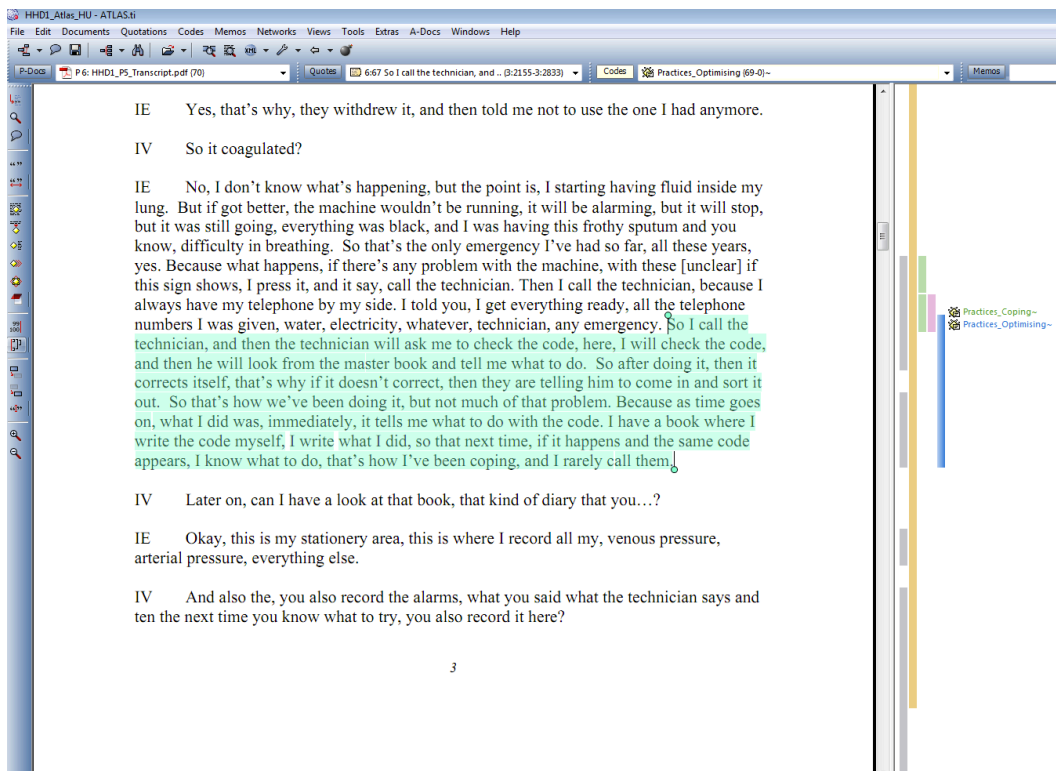 HHD1_Atlas_HU - ATLAS.ti
File Edit Documents Quotations Codes Memos Networks Views Tools Extras A-Docs Windows Help
P-Docs P 6: HHD1_P5_Transcript.pdf (70) Quotes 6:67 So I call the technician, and .. (3:2155-3:2833) Codes Practices_Optimising (69-0)~ Memos
IE Yes, that’s why, they withdrew it, and then told me not to use the one I had anymore.
IV So it coagulated?
IE No, I don’t know what’s happening, but the point is, I starting having fluid inside my
lung. But if got better, the machine wouldn’t be running, it will be alarming, but it will stop,
but it was still going, everything was black, and I was having this frothy sputum and you
know, difficulty in breathing. So that’s the only emergency I’ve had so far, all these years,
yes. Because what happens, if there’s any problem with the machine, with these [unclear] if
this sign shows, I press it, and it say, call the technician. Then I call the technician, because I
always have my telephone by my side. I told you, I get everything ready, all the telephone
numbers I was given, water, electricity, whatever, technician, any emergency. So I call the
technician, and then the technician will ask me to check the code, here, I will check the code,
and then he will look from the master book and tell me what to do. So after doing it, then it
corrects itself, that’s why if it doesn’t correct, then they are telling him to come in and sort it
out. So that’s how we’ve been doing it, but not much of that problem. Because as time goes
on, what I did was, immediately, it tells me what to do with the code. I have a book where I
write the code myself, I write what I did, so that next time, if it happens and the same code
appears, I know what to do, that’s how I’ve been coping, and I rarely call them.
Practices_Coping~
Practices_Optimising~
IV Later on, can I have a look at that book, that kind of diary that you…?
IE Okay, this is my stationery area, this is where I record all my, venous pressure,
arterial pressure, everything else.
IV And also the, you also record the alarms, what you said what the technician says and
ten the next time you know what to try, you also record it here?
3